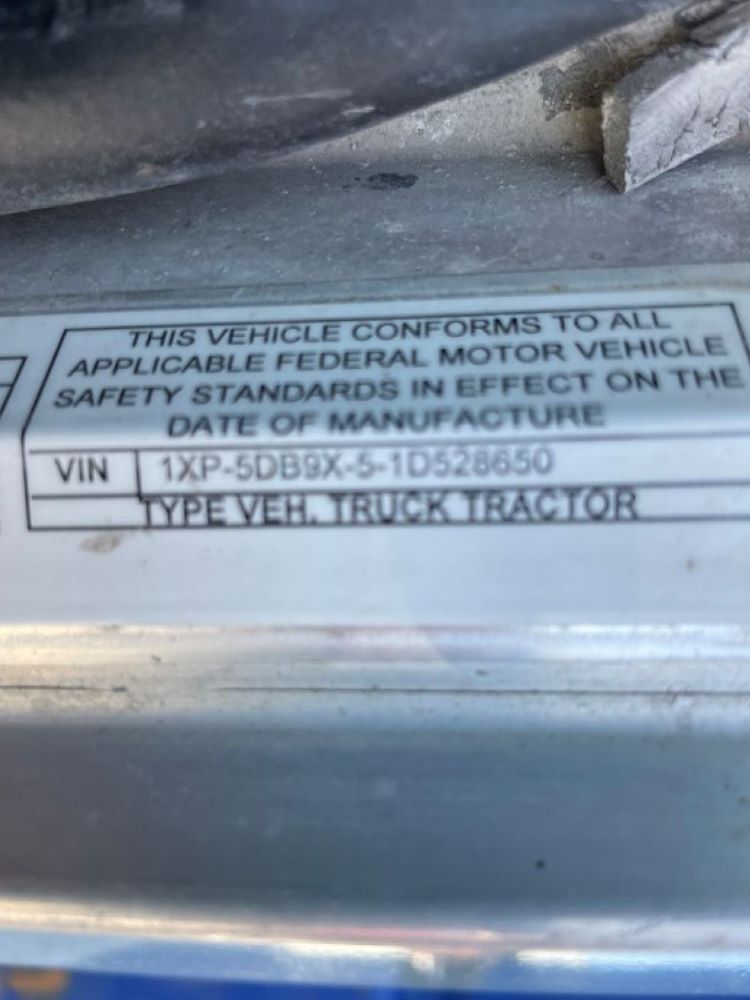 THIS VEHICLE CONFORMS TO ALL
APPLICABLE FEDERAL MOTOR VEHICLE
SAFETY STANDARDS IN EFFECT ON THE
DATE OF MANUFACTURE
VIN 1XP-5DB9X-5-1D528650
TYPE VEH. TRUCK TRACTOR